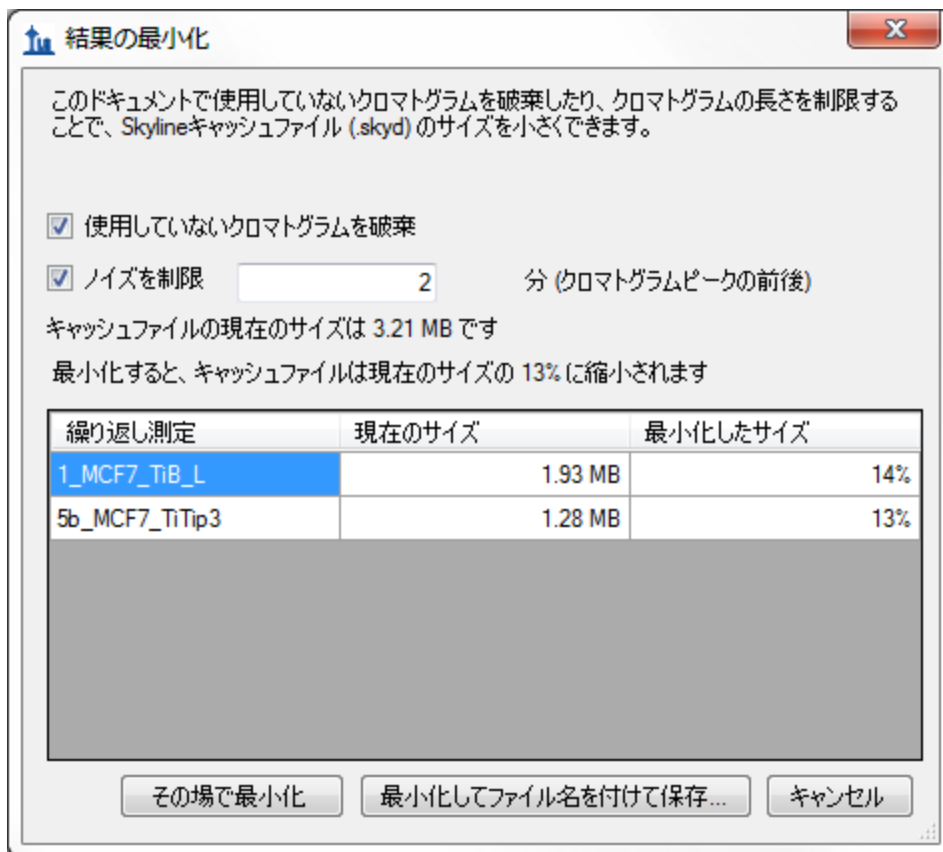 結果の最小化
このドキュメントで使用していないクロマトグラムを破棄したり、クロマトグラムの長さを制限する
ことで、Skylineキャッシュファイル (.skyd) のサイズを小さくできます。
使用していないクロマトグラムを破棄
ノイズを制限 2 分 (クロマトグラムピークの前後)
キャッシュファイルの現在のサイズは 3.21 MB です
最小化すると、キャッシュファイルは現在のサイズの 13% に縮小されます
繰り返し測定 現在のサイズ 最小化したサイズ
1_MCF7_TiB_L 1.93 MB 14%
5b_MCF7_TiTip3 1.28 MB 13%
その場で最小化 最小化してファイル名を付けて保存... キャンセル